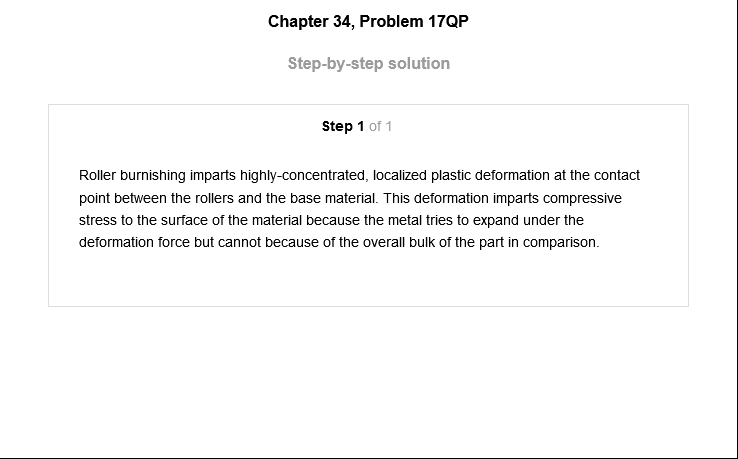 Chapter 34, Problem 17QP
Step-by-step solution
Step 1 of 1
Roller burnishing imparts highly-concentrated, localized plastic deformation at the contact
point between the rollers and the base material. This deformation imparts compressive
stress to the surface of the material because the metal tries to expand under the
deformation force but cannot because of the overall bulk of the part in comparison.